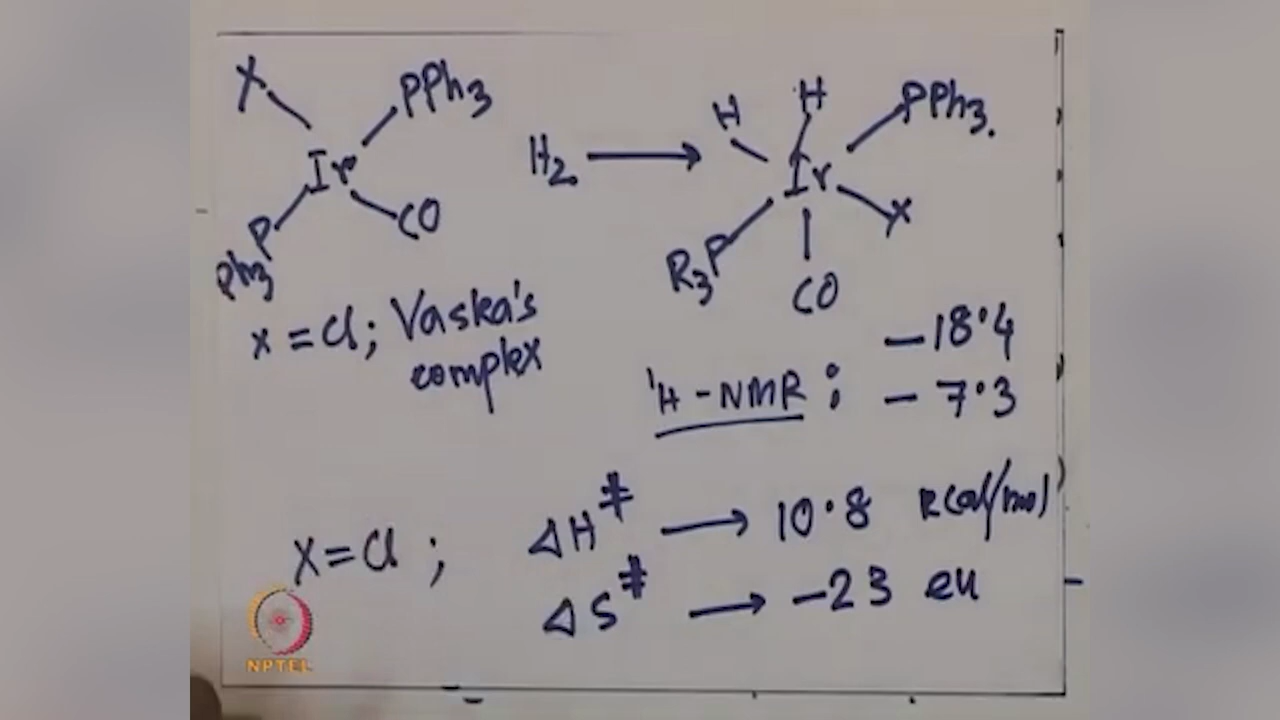 X PPh3
Ir
Ph3P CO
H2 →
H H PPh3.
Ir
R3P X
CO
x = Cl; Vaska's
complex
¹H-NMR : -18.4
-7.3
X=Cl ; ΔH‡ → 10.8 kcal/mol
ΔS‡ → -23 eu
NPTEL